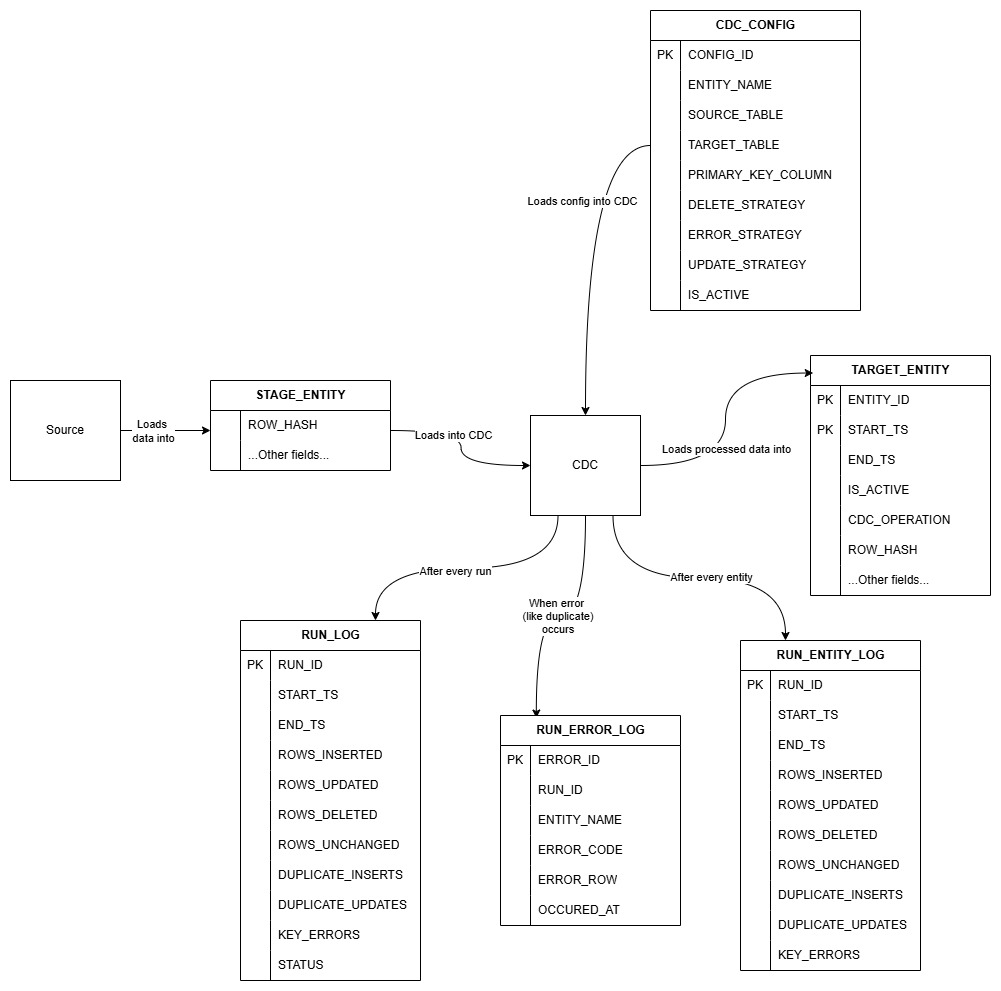 CDC_CONFIG
PK CONFIG_ID
ENTITY_NAME
SOURCE_TABLE
TARGET_TABLE
PRIMARY_KEY_COLUMN
DELETE_STRATEGY
ERROR_STRATEGY
UPDATE_STRATEGY
IS_ACTIVE
Loads config into CDC
Source
Loads
data into
STAGE_ENTITY
ROW_HASH
...Other fields...
Loads into CDC
CDC
Loads processed data into
TARGET_ENTITY
PK ENTITY_ID
PK START_TS
END_TS
IS_ACTIVE
CDC_OPERATION
ROW_HASH
...Other fields...
After every run
When error
(like duplicate)
occurs
After every entity
RUN_LOG
PK RUN_ID
START_TS
END_TS
ROWS_INSERTED
ROWS_UPDATED
ROWS_DELETED
ROWS_UNCHANGED
DUPLICATE_INSERTS
DUPLICATE_UPDATES
KEY_ERRORS
STATUS
RUN_ERROR_LOG
PK ERROR_ID
RUN_ID
ENTITY_NAME
ERROR_CODE
ERROR_ROW
OCCURED_AT
RUN_ENTITY_LOG
PK RUN_ID
START_TS
END_TS
ROWS_INSERTED
ROWS_UPDATED
ROWS_DELETED
ROWS_UNCHANGED
DUPLICATE_INSERTS
DUPLICATE_UPDATES
KEY_ERRORS